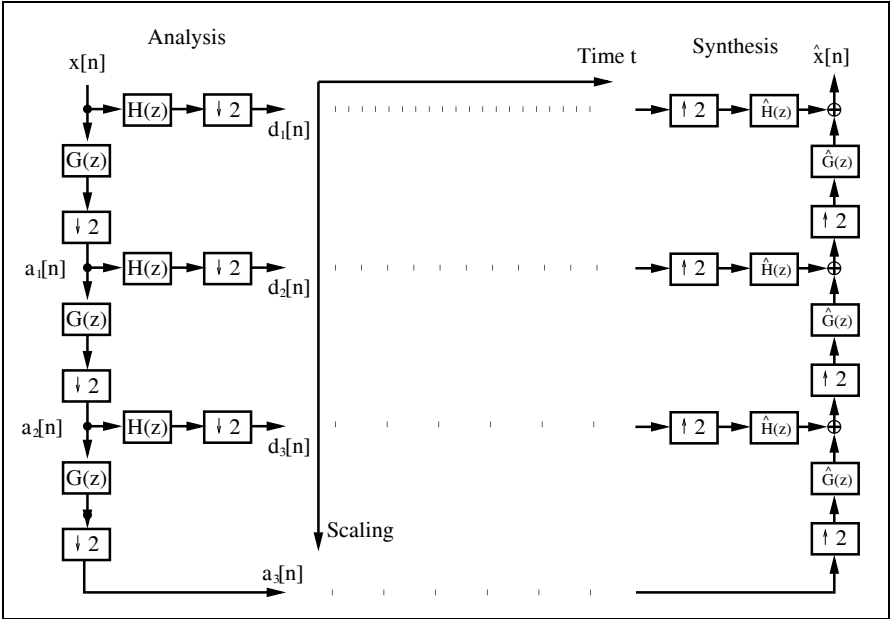 Analysis
Synthesis
x[n]
Time t
x̂[n]
H(z)
↓ 2
d₁[n]
↑ 2
Ĥ(z)
G(z)
Ĝ(z)
↓ 2
↑ 2
a₁[n]
H(z)
↓ 2
d₂[n]
↑ 2
Ĥ(z)
G(z)
Ĝ(z)
↓ 2
↑ 2
a₂[n]
H(z)
↓ 2
d₃[n]
↑ 2
Ĥ(z)
G(z)
Ĝ(z)
↓ 2
Scaling
↑ 2
a₃[n]